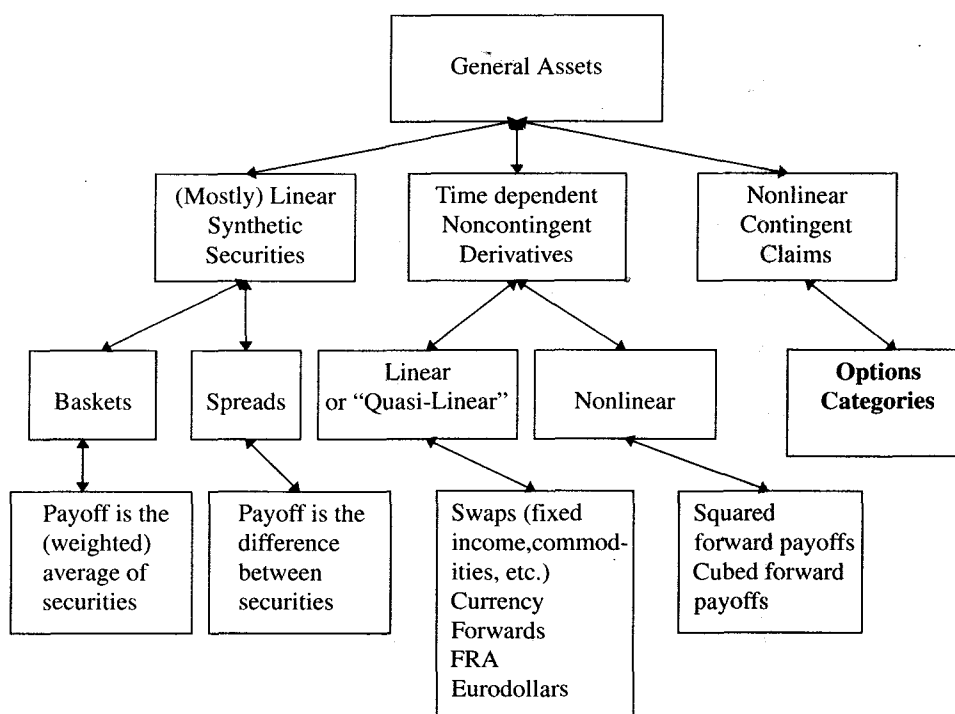 General Assets
(Mostly) Linear
Synthetic
Securities
Time dependent
Noncontingent
Derivatives
Nonlinear
Contingent
Claims
Baskets
Spreads
Linear
or “Quasi-Linear”
Nonlinear
Options
Categories
Payoff is the
(weighted)
average of
securities
Payoff is the
difference
between
securities
Swaps (fixed
income,commod-
ities, etc.)
Currency
Forwards
FRA
Eurodollars
Squared
forward payoffs
Cubed forward
payoffs